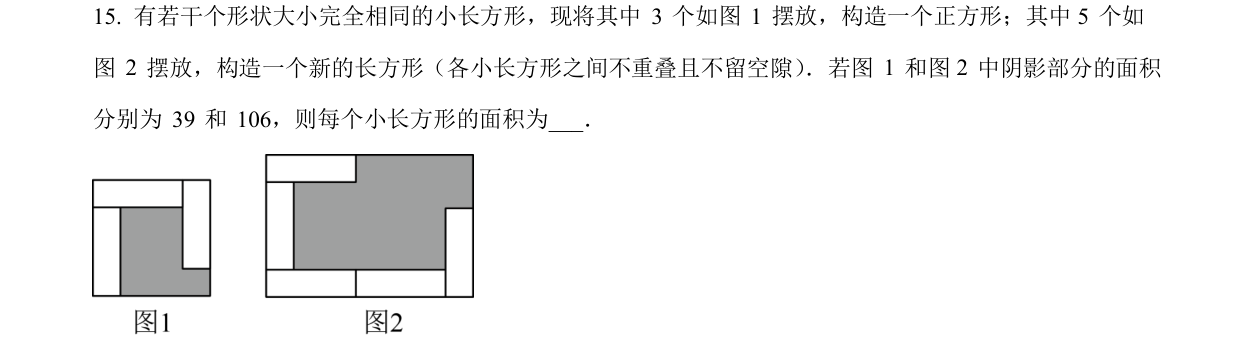 15. 有若干个形状大小完全相同的小长方形，现将其中 3 个如图 1 摆放，构造一个正方形；其中 5 个如
图 2 摆放，构造一个新的长方形（各小长方形之间不重叠且不留空隙）．若图 1 和图 2 中阴影部分的面积
分别为 39 和 106，则每个小长方形的面积为___．
图1 图2